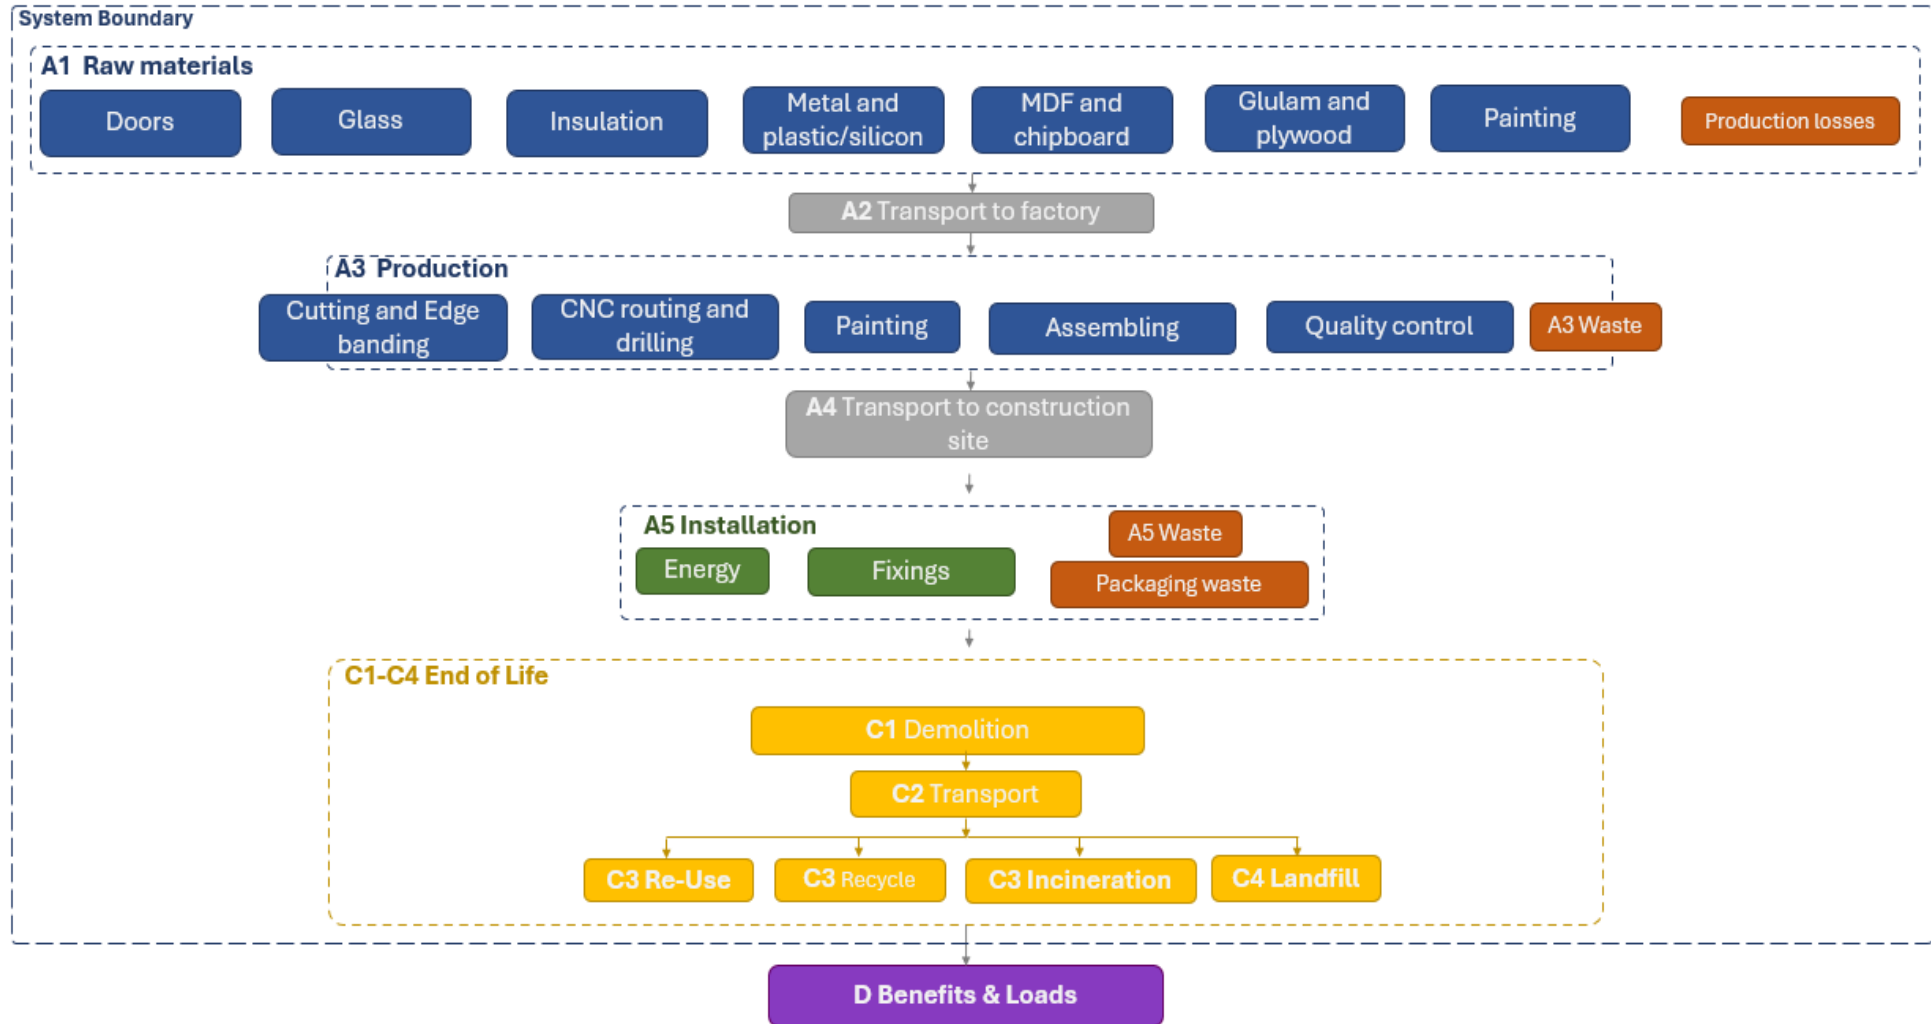 System Boundary
A1 Raw materials
Doors
Glass
Insulation
Metal and
plastic/silicon
MDF and
chipboard
Glulam and
plywood
Painting
Production losses
A2 Transport to factory
A3 Production
Cutting and Edge
banding
CNC routing and
drilling
Painting
Assembling
Quality control
A3 Waste
A4 Transport to construction
site
A5 Installation
Energy
Fixings
A5 Waste
Packaging waste
C1-C4 End of Life
C1 Demolition
C2 Transport
C3 Re-Use
C3 Recycle
C3 Incineration
C4 Landfill
D Benefits & Loads